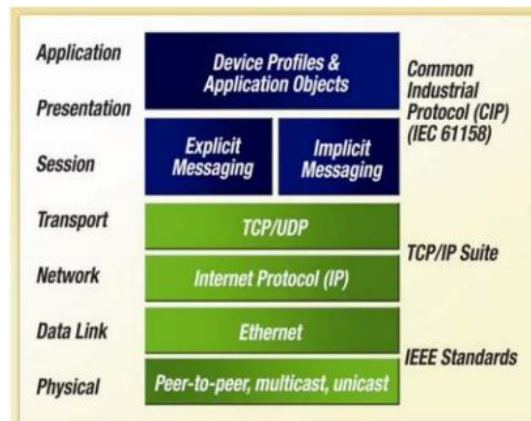 Application
Presentation
Session
Transport
Network
Data Link
Physical
Device Profiles &
Application Objects
Explicit
Messaging
Implicit
Messaging
TCP/UDP
Internet Protocol (IP)
Ethernet
Peer-to-peer, multicast, unicast
Common
Industrial
Protocol (CIP)
(IEC 61158)
TCP/IP Suite
IEEE Standards